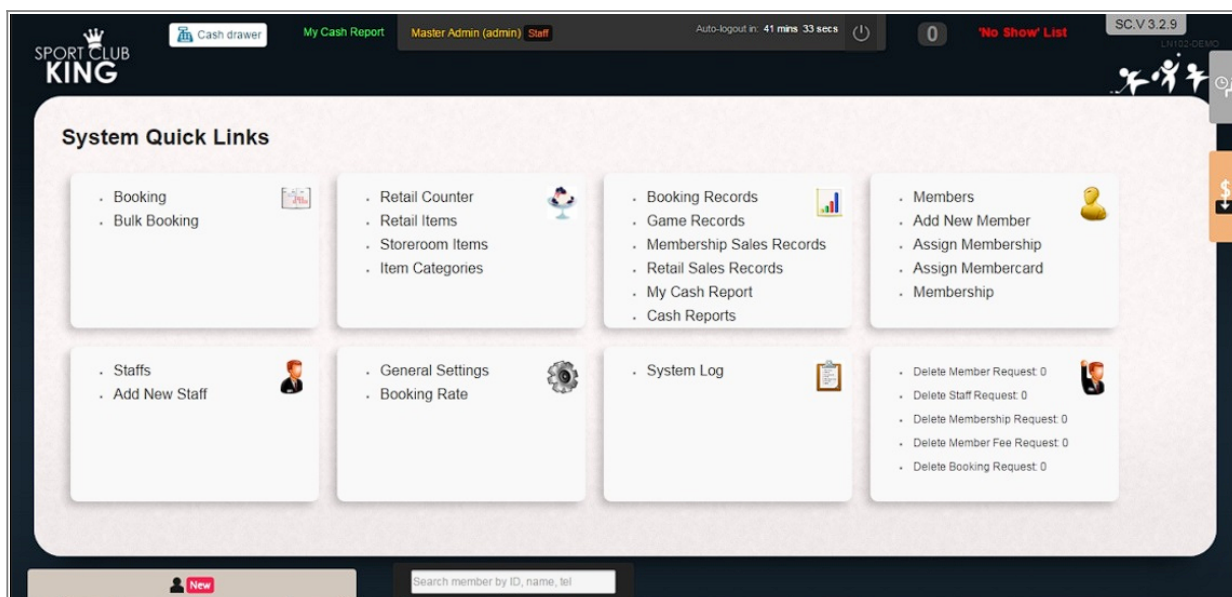 SPORT CLUB
KING
Cash drawer
My Cash Report
Master Admin (admin) Staff
Auto-logout in: 41 mins 33 secs
0
'No Show' List
SC.V 3.2.9
LN102-DEMO
System Quick Links
Booking
Bulk Booking
Retail Counter
Retail Items
Storeroom Items
Item Categories
Booking Records
Game Records
Membership Sales Records
Retail Sales Records
My Cash Report
Cash Reports
Members
Add New Member
Assign Membership
Assign Membercard
Membership
Staffs
Add New Staff
General Settings
Booking Rate
System Log
Delete Member Request: 0
Delete Staff Request: 0
Delete Membership Request: 0
Delete Member Fee Request: 0
Delete Booking Request: 0
$
New
Search member by ID, name, tel